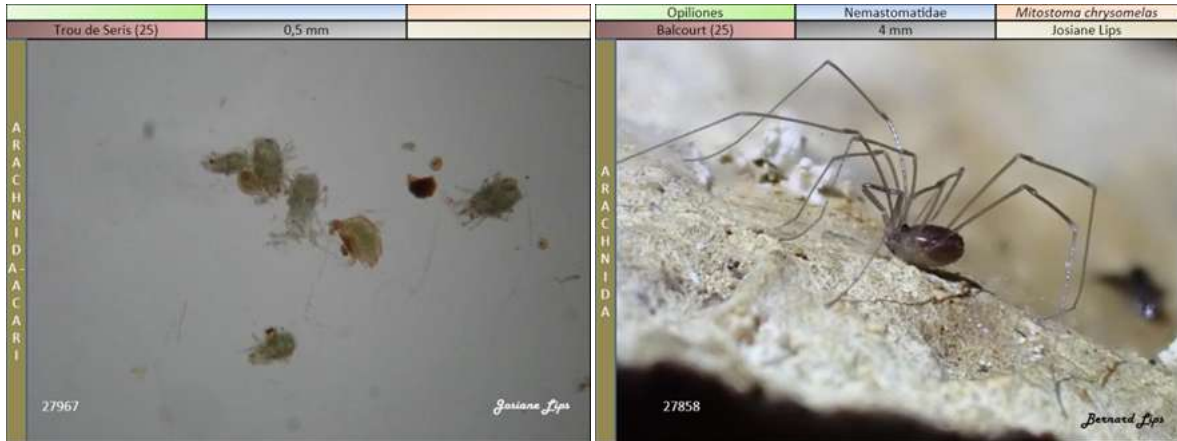 Trou de Seris (25) 0,5 mm
ARACHNIDA-ACARI
27967
Josiane Lips
Opiliones Nemastomatidae Mitostoma chrysomelas
Balcourt (25) 4 mm Josiane Lips
ARACHNIDA
27858
Bernard Lips